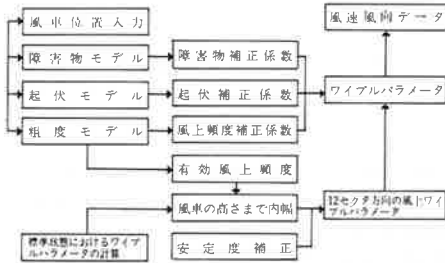 風車位置入力
風速風向データ
障害物モデル
障害物補正係数
起伏モデル
起伏補正係数
ワイブルパラメータ
粗度モデル
風上頻度補正係数
有効風上頻度
風車の高さまで内幅
12セクタ方向の風上ワイ
ブルパラメータ
標準状態におけるワイブ
ルパラメータの計算
安定度補正